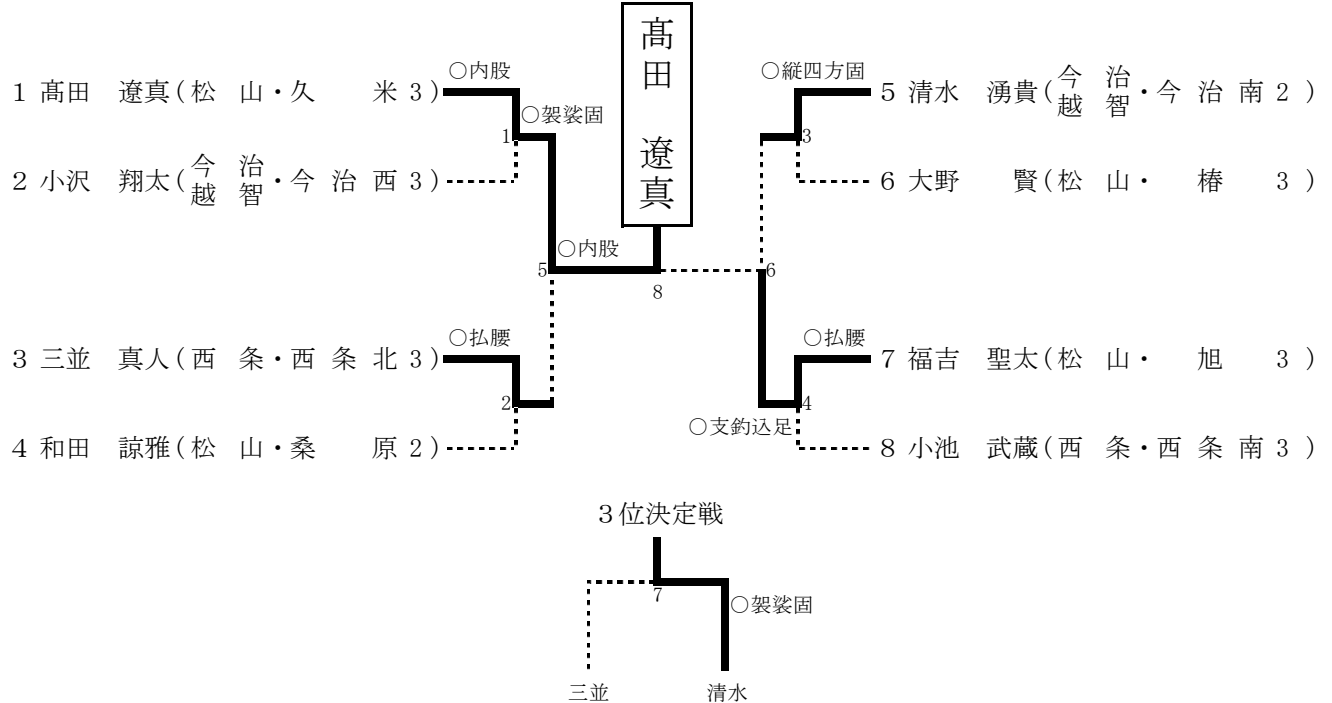 髙田 遼真
○内股
1 髙田 遼真(松 山・久 米 3)
○袈裟固
1
2 小沢 翔太(今治越智・今 治 西 3)
○内股
5
8
○払腰
3 三並 真人(西 条・西 条 北 3)
2
4 和田 諒雅(松 山・桑 原 2)
○縦四方固
5 清水 湧貴(今治越智・今 治 南 2)
3
6 大野 賢(松 山・ 椿 3)
6
○払腰
7 福吉 聖太(松 山・ 旭 3)
4
○支釣込足
8 小池 武蔵(西 条・西 条 南 3)
3位決定戦
7
○袈裟固
三並 清水